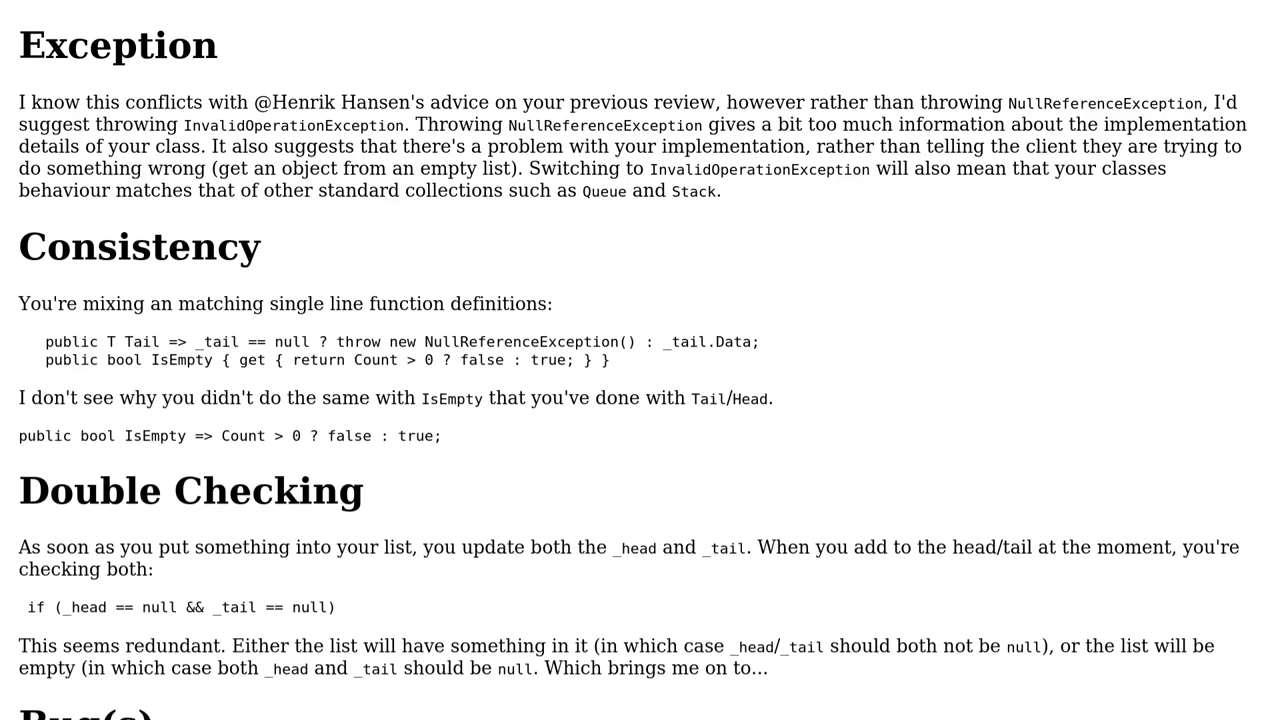 Exception
I know this conflicts with @Henrik Hansen's advice on your previous review, however rather than throwing NullReferenceException, I'd
suggest throwing InvalidOperationException. Throwing NullReferenceException gives a bit too much information about the implementation
details of your class. It also suggests that there's a problem with your implementation, rather than telling the client they are trying to
do something wrong (get an object from an empty list). Switching to InvalidOperationException will also mean that your classes
behaviour matches that of other standard collections such as Queue and Stack.
Consistency
You're mixing an matching single line function definitions:
public T Tail => _tail == null ? throw new NullReferenceException() : _tail.Data;
public bool IsEmpty { get { return Count > 0 ? false : true; } }
I don't see why you didn't do the same with IsEmpty that you've done with Tail/Head.
public bool IsEmpty => Count > 0 ? false : true;
Double Checking
As soon as you put something into your list, you update both the _head and _tail. When you add to the head/tail at the moment, you're
checking both:
if (_head == null && _tail == null)
This seems redundant. Either the list will have something in it (in which case _head/_tail should both not be null), or the list will be
empty (in which case both _head and _tail should be null. Which brings me on to...
Bug(s)